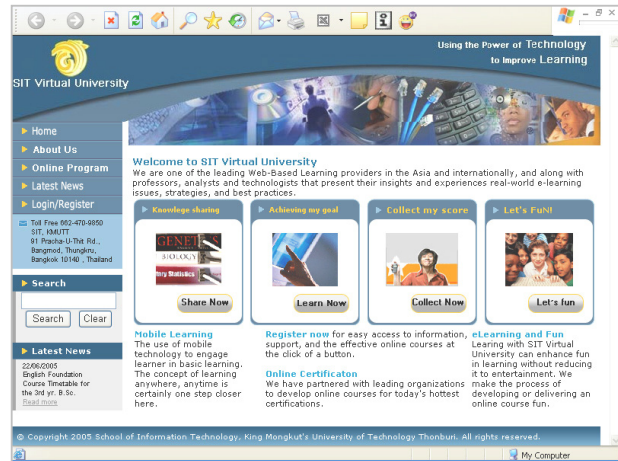 Using the Power of Technology
to Improve Learning
SIT Virtual University
Home
About Us
Online Program
Latest News
Login/Register
Toll Free 662-470-9850
SIT, KMUTT
91 Pracha-U-Thit Rd.,
Bangmod, Thungkru,
Bangkok 10140 , Thailand
Search
Search Clear
Latest News
22/06/2005
English Foundation
Course Timetable for
the 3rd yr. B.Sc.
Read more
Welcome to SIT Virtual University
We are one of the leading Web-Based Learning providers in the Asia and internationally, and along with
professors, analysts and technologists that present their insights and experiences real-world e-learning
issues, strategies, and best practices.
Knowlege sharing
GENETICS
BIOLOGY
try Statistics
Share Now
Achieving my goal
Learn Now
Collect my score
Collect Now
Let's FuN!
Let's fun
Mobile Learning
The use of mobile
technology to engage
learner in basic learning.
The concept of learning
anywhere, anytime is
certainly one step closer
here.
Register now for easy access to information,
support, and the effective online courses at
the click of a button.
Online Certificaton
We have partnered with leading organizations
to develop online courses for today's hottest
certifications.
eLearning and Fun
Learing with SIT Virtual
University can enhance fun
in learning without reducing
it to entertainment. We
make the process of
developing or delivering an
online course fun.
© Copyright 2005 School of Information Technology, King Mongkut's University of Technology Thonburi. All rights reserved.
My Computer